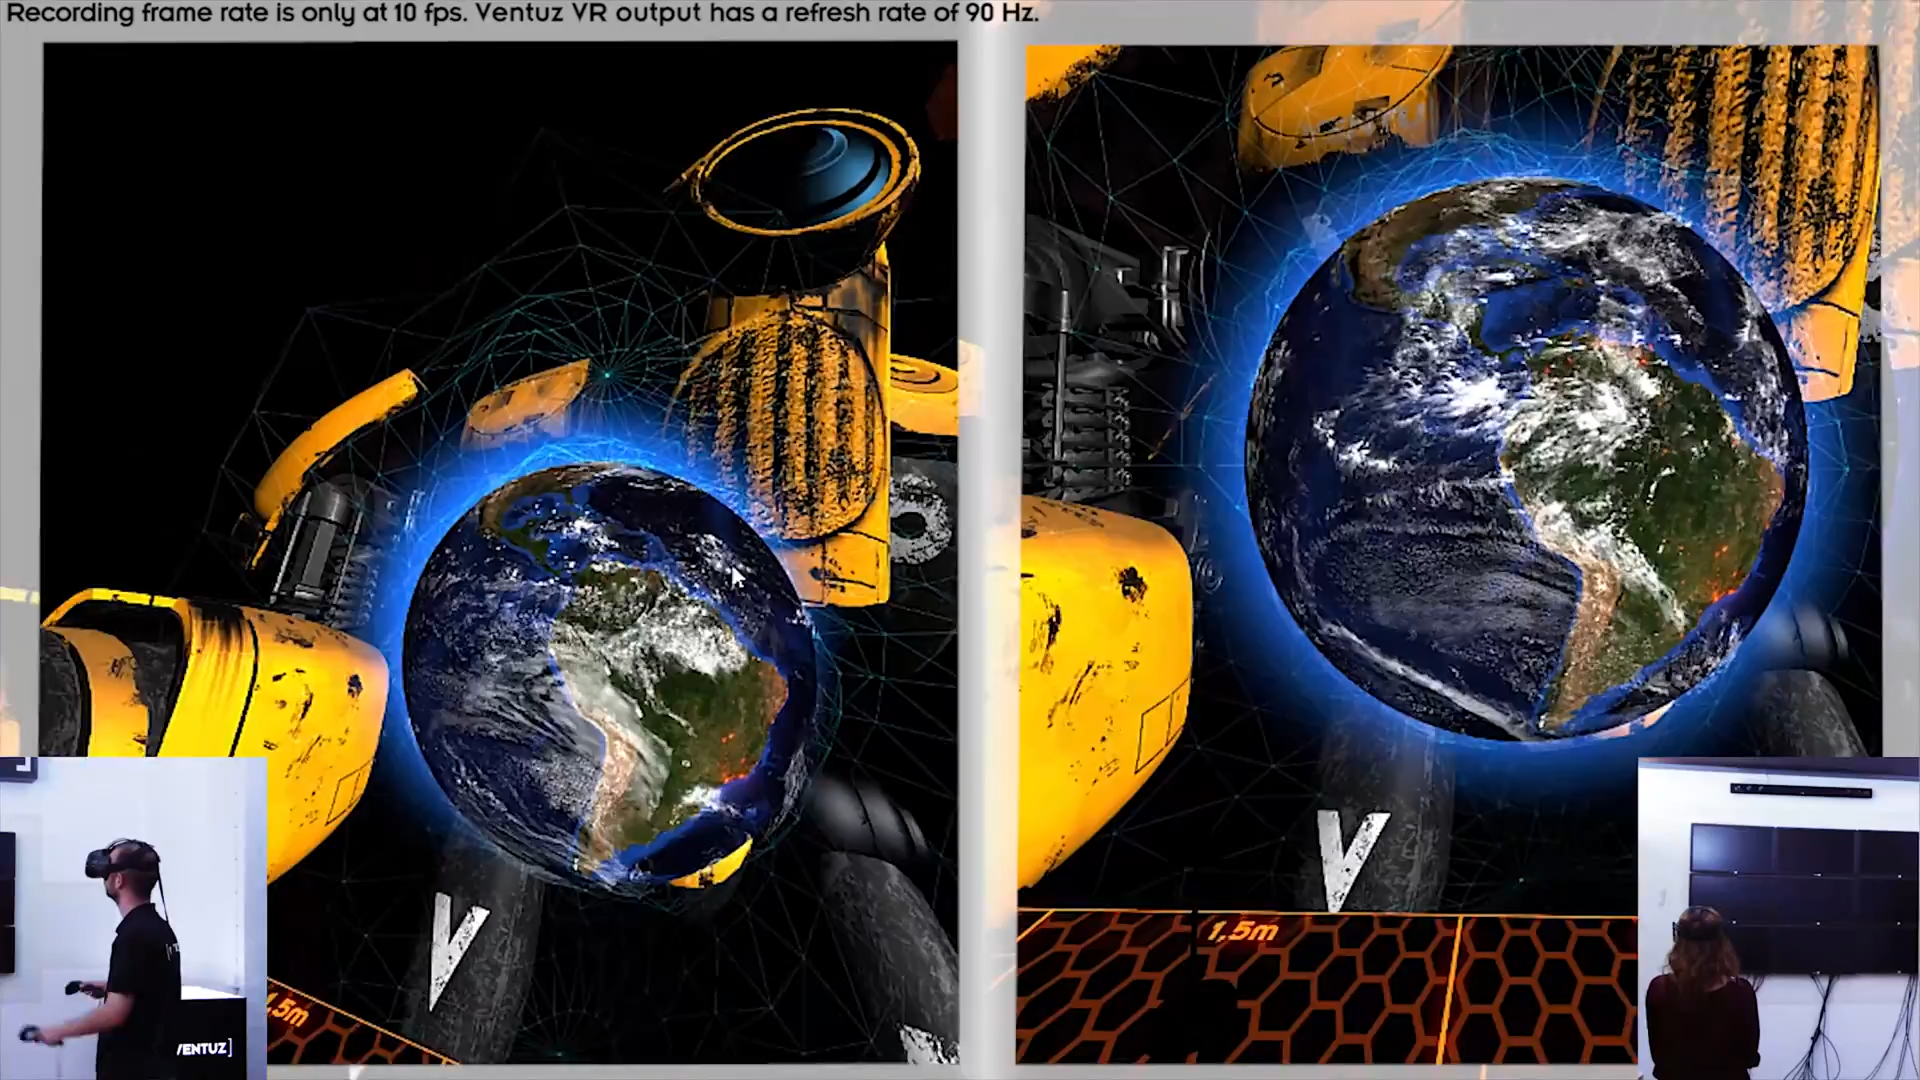 Recording frame rate is only at 10 fps. Ventuz VR output has a refresh rate of 90 Hz.
V
V
1,5m
,5m
VENTUZ]